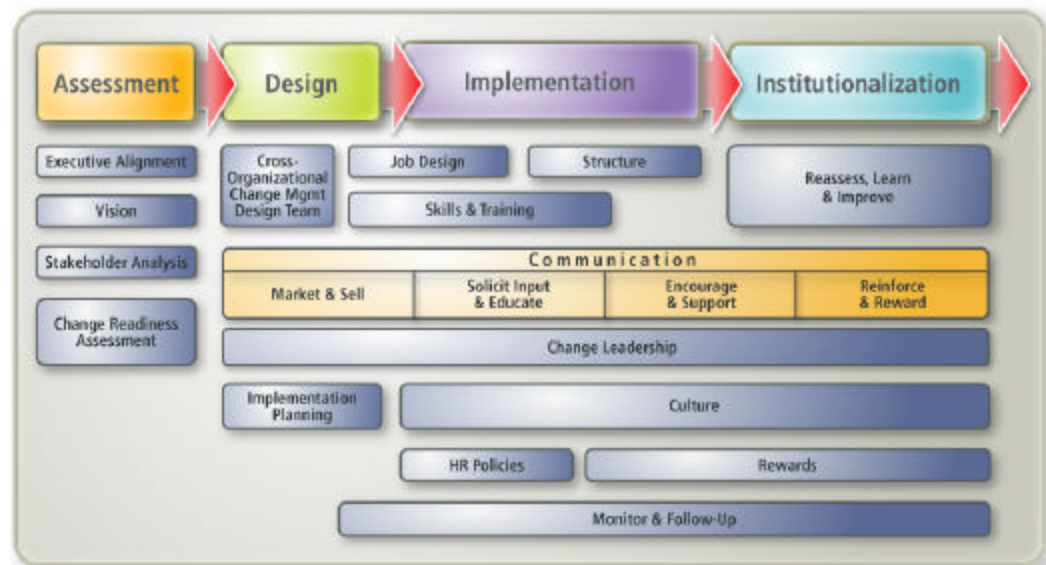 Assessment
Design
Implementation
Institutionalization
Executive Alignment
Vision
Stakeholder Analysis
Change Readiness
Assessment
Cross-
Organizational
Change Mgmt
Design Team
Job Design
Structure
Skills & Training
Reassess, Learn
& Improve
Communication
Market & Sell
Solicit Input
& Educate
Encourage
& Support
Reinforce
& Reward
Change Leadership
Implementation
Planning
Culture
HR Policies
Rewards
Monitor & Follow-Up